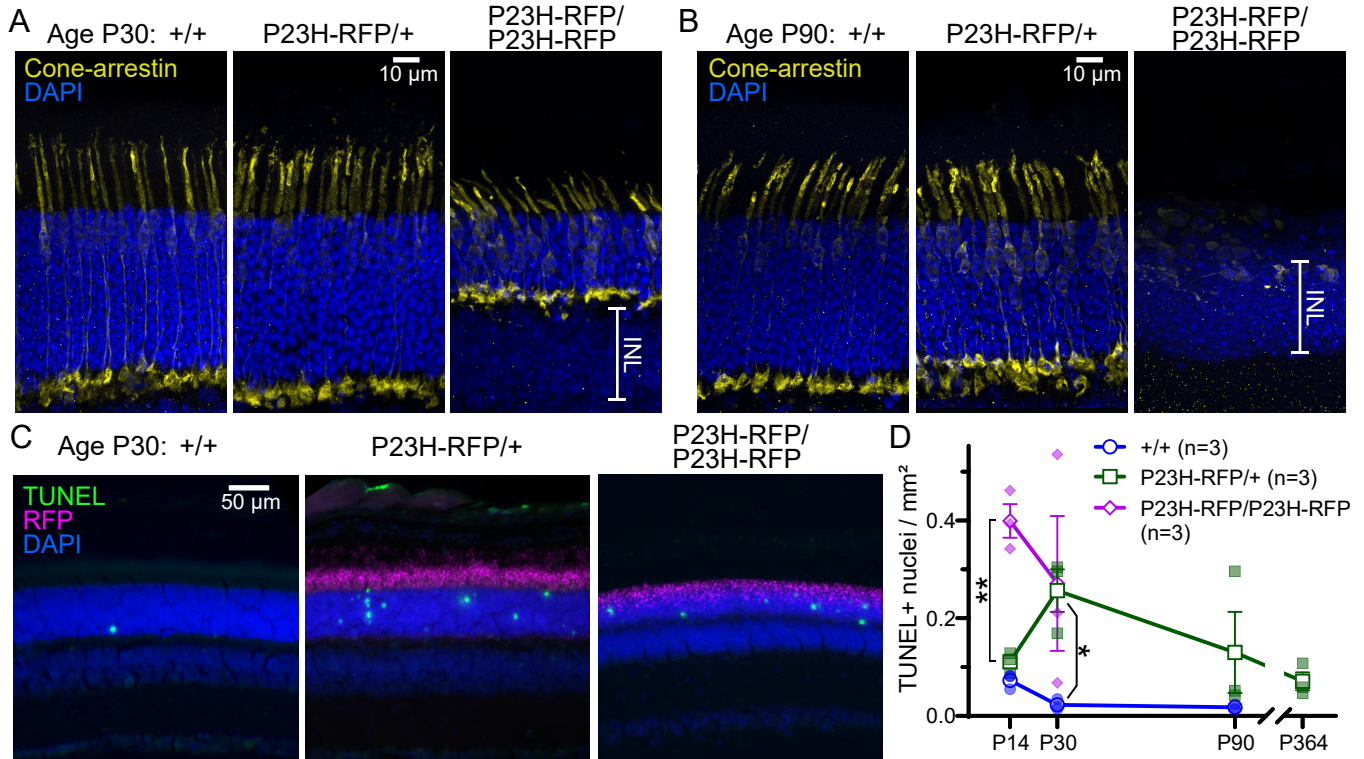 A
Age P30: +/+
P23H-RFP/+
P23H-RFP/
P23H-RFP
Cone-arrestin
DAPI
10 µm
INL
B
Age P90: +/+
P23H-RFP/+
P23H-RFP/
P23H-RFP
Cone-arrestin
DAPI
10 µm
INL
C
Age P30: +/+
P23H-RFP/+
P23H-RFP/
P23H-RFP
TUNEL
RFP
DAPI
50 µm
D
+/+ (n=3)
P23H-RFP/+ (n=3)
P23H-RFP/P23H-RFP
(n=3)
TUNEL+ nuclei / mm²
0.4
0.2
0.0
**
*
P14
P30
P90
P364